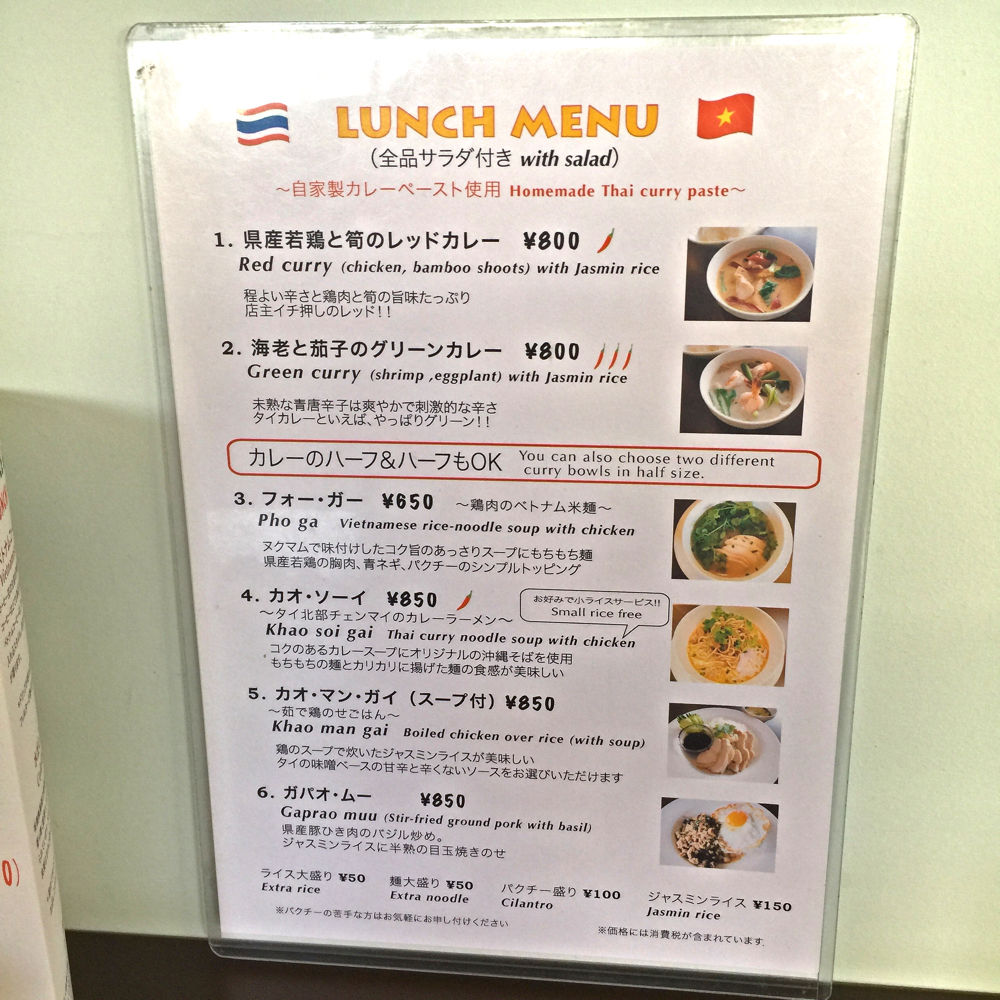 LUNCH MENU
(全品サラダ付き with salad)
〜自家製カレーペースト使用 Homemade Thai curry paste〜
1. 県産若鶏と筍のレッドカレー ¥800
Red curry (chicken, bamboo shoots) with Jasmin rice
程よい辛さと鶏肉と筍の旨味たっぷり
店主イチ押しのレッド!!
2. 海老と茄子のグリーンカレー ¥800
Green curry (shrimp ,eggplant) with Jasmin rice
未熟な青唐辛子は爽やかで刺激的な辛さ
タイカレーといえば、やっぱりグリーン!!
カレーのハーフ&ハーフもOK You can also choose two different
curry bowls in half size.
3. フォー・ガー ¥650 〜鶏肉のベトナム米麺〜
Pho ga Vietnamese rice-noodle soup with chicken
ヌクマムで味付けしたコク旨のあっさりスープにもちもち麺
県産若鶏の胸肉、青ネギ、パクチーのシンプルトッピング
4. カオ・ソーイ ¥850
お好みで小ライスサービス!!
Small rice free
〜タイ北部チェンマイのカレーラーメン〜
Khao soi gai Thai curry noodle soup with chicken
コクのあるカレースープにオリジナルの沖縄そばを使用
もちもちの麺とカリカリに揚げた麺の食感が美味しい
5. カオ・マン・ガイ (スープ付) ¥850
〜茹で鶏のせごはん〜
Khao man gai Boiled chicken over rice (with soup)
鶏のスープで炊いたジャスミンライスが美味しい
タイの味噌ベースの甘辛と辛くないソースをお選びいただけます
6. ガパオ・ムー ¥850
Gaprao muu (Stir-fried ground pork with basil)
県産豚ひき肉のバジル炒め。
ジャスミンライスに半熟の目玉焼きのせ
ライス大盛り ¥50 麺大盛り ¥50 パクチー盛り ¥100 ジャスミンライス ¥150
Extra rice Extra noodle Cilantro Jasmin rice
※パクチーの苦手な方はお気軽にお申し付けください
※価格には消費税が含まれています.